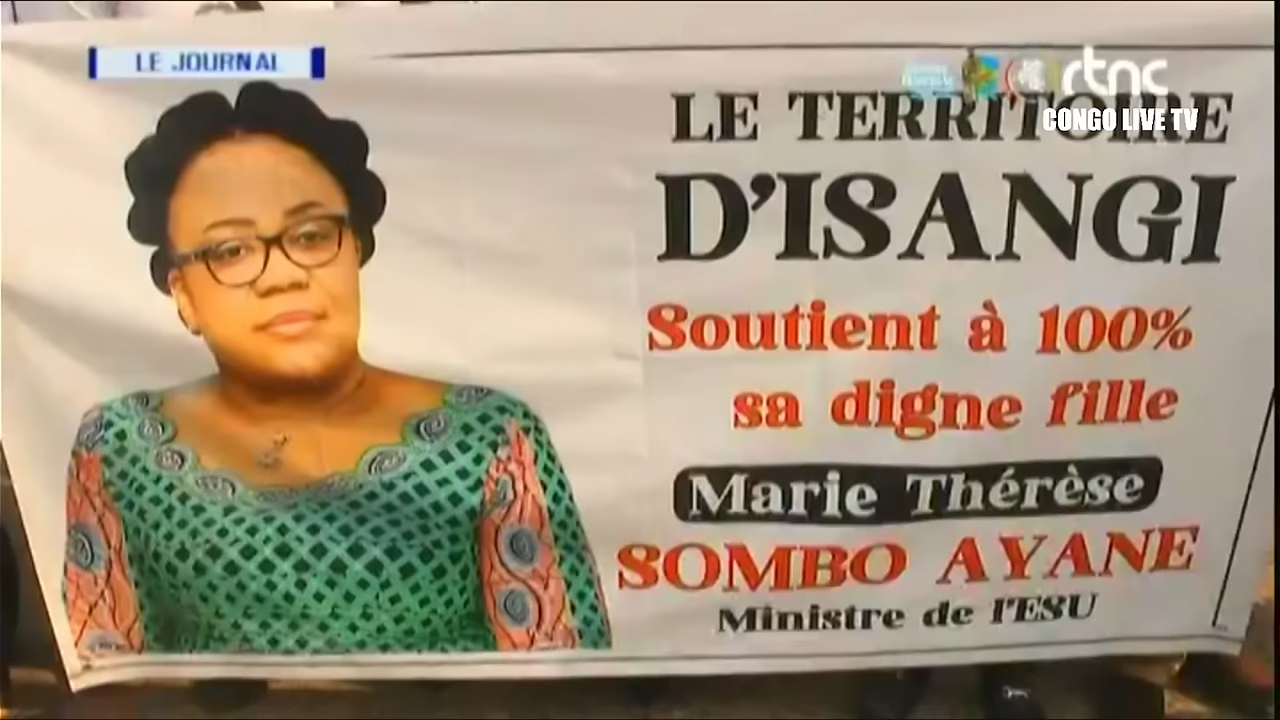 LE JOURNAL
rtnc
CONGO LIVE TV
LE TERRITOIRE
D'ISANGI
Soutient à 100%
sa digne fille
Marie Thérèse
SOMBO AYANE
Ministre de l'ESU